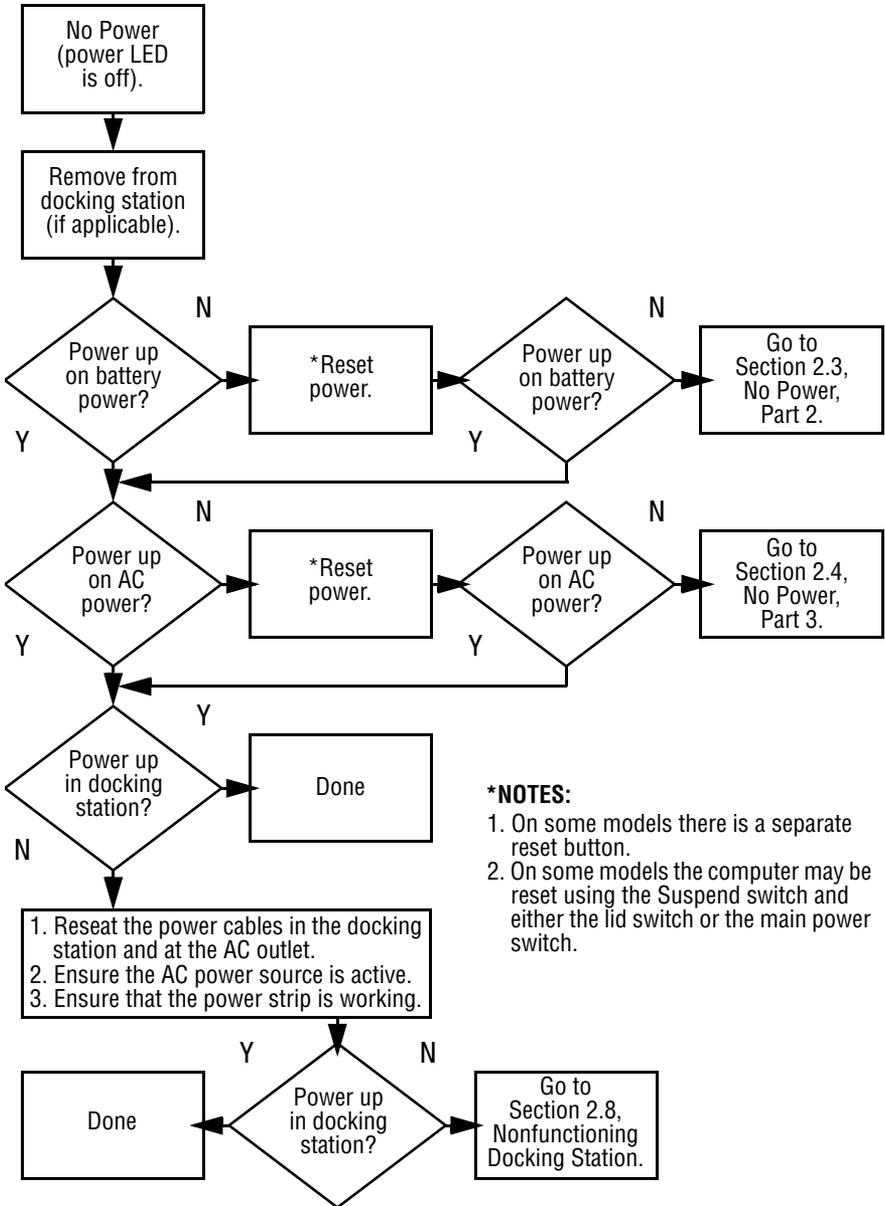 No Power
(power LED
is off).
Remove from
docking station
(if applicable).
N
Power up
on battery
power?
Y
*Reset
power.
N
Power up
on battery
power?
Y
Go to
Section 2.3,
No Power,
Part 2.
N
Power up
on AC
power?
Y
*Reset
power.
N
Power up
on AC
power?
Y
Go to
Section 2.4,
No Power,
Part 3.
Y
Power up
in docking
station?
N
Done
*NOTES:
1. On some models there is a separate
reset button.
2. On some models the computer may be
reset using the Suspend switch and
either the lid switch or the main power
switch.
1. Reseat the power cables in the docking
station and at the AC outlet.
2. Ensure the AC power source is active.
3. Ensure that the power strip is working.
Y
N
Done
Power up
in docking
station?
Go to
Section 2.8,
Nonfunctioning
Docking Station.